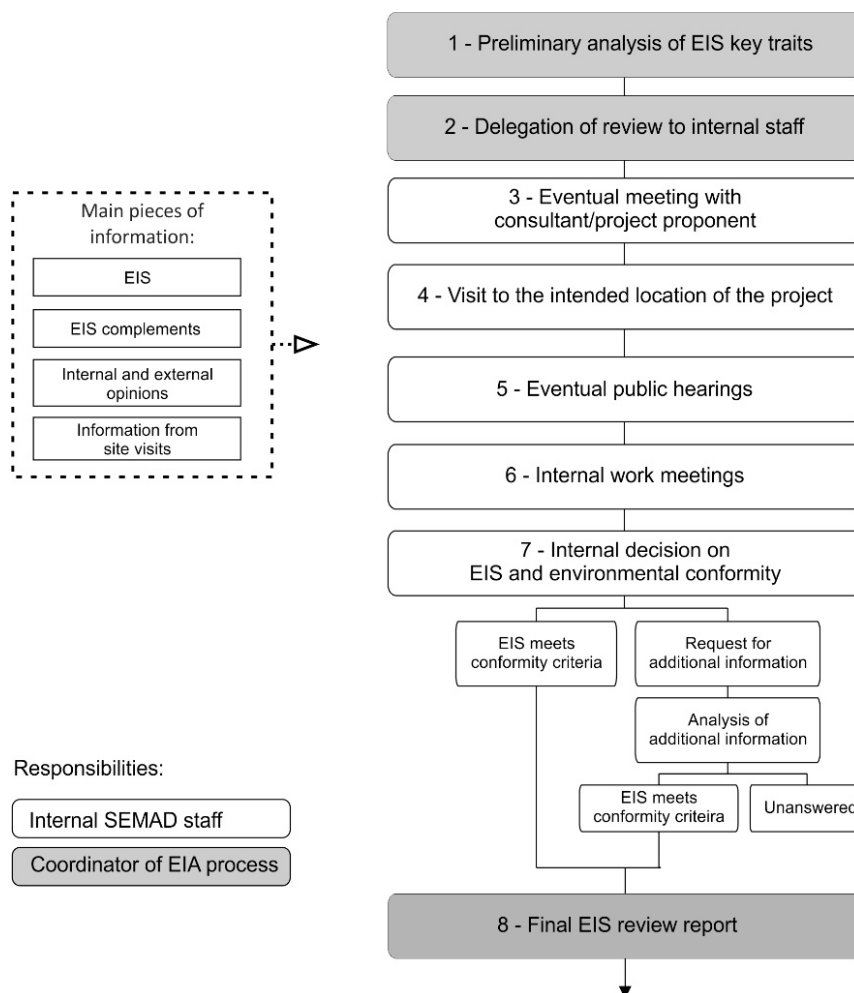 1 - Preliminary analysis of EIS key traits
2 - Delegation of review to internal staff
3 - Eventual meeting with
consultant/project proponent
4 - Visit to the intended location of the project
5 - Eventual public hearings
6 - Internal work meetings
7 - Internal decision on
EIS and environmental conformity
EIS meets
conformity criteria
Request for
additional information
Analysis of
additional information
EIS meets
conformity criteira
Unanswered
8 - Final EIS review report
Main pieces of
information:
EIS
EIS complements
Internal and external
opinions
Information from
site visits
Responsibilities:
Internal SEMAD staff
Coordinator of EIA process